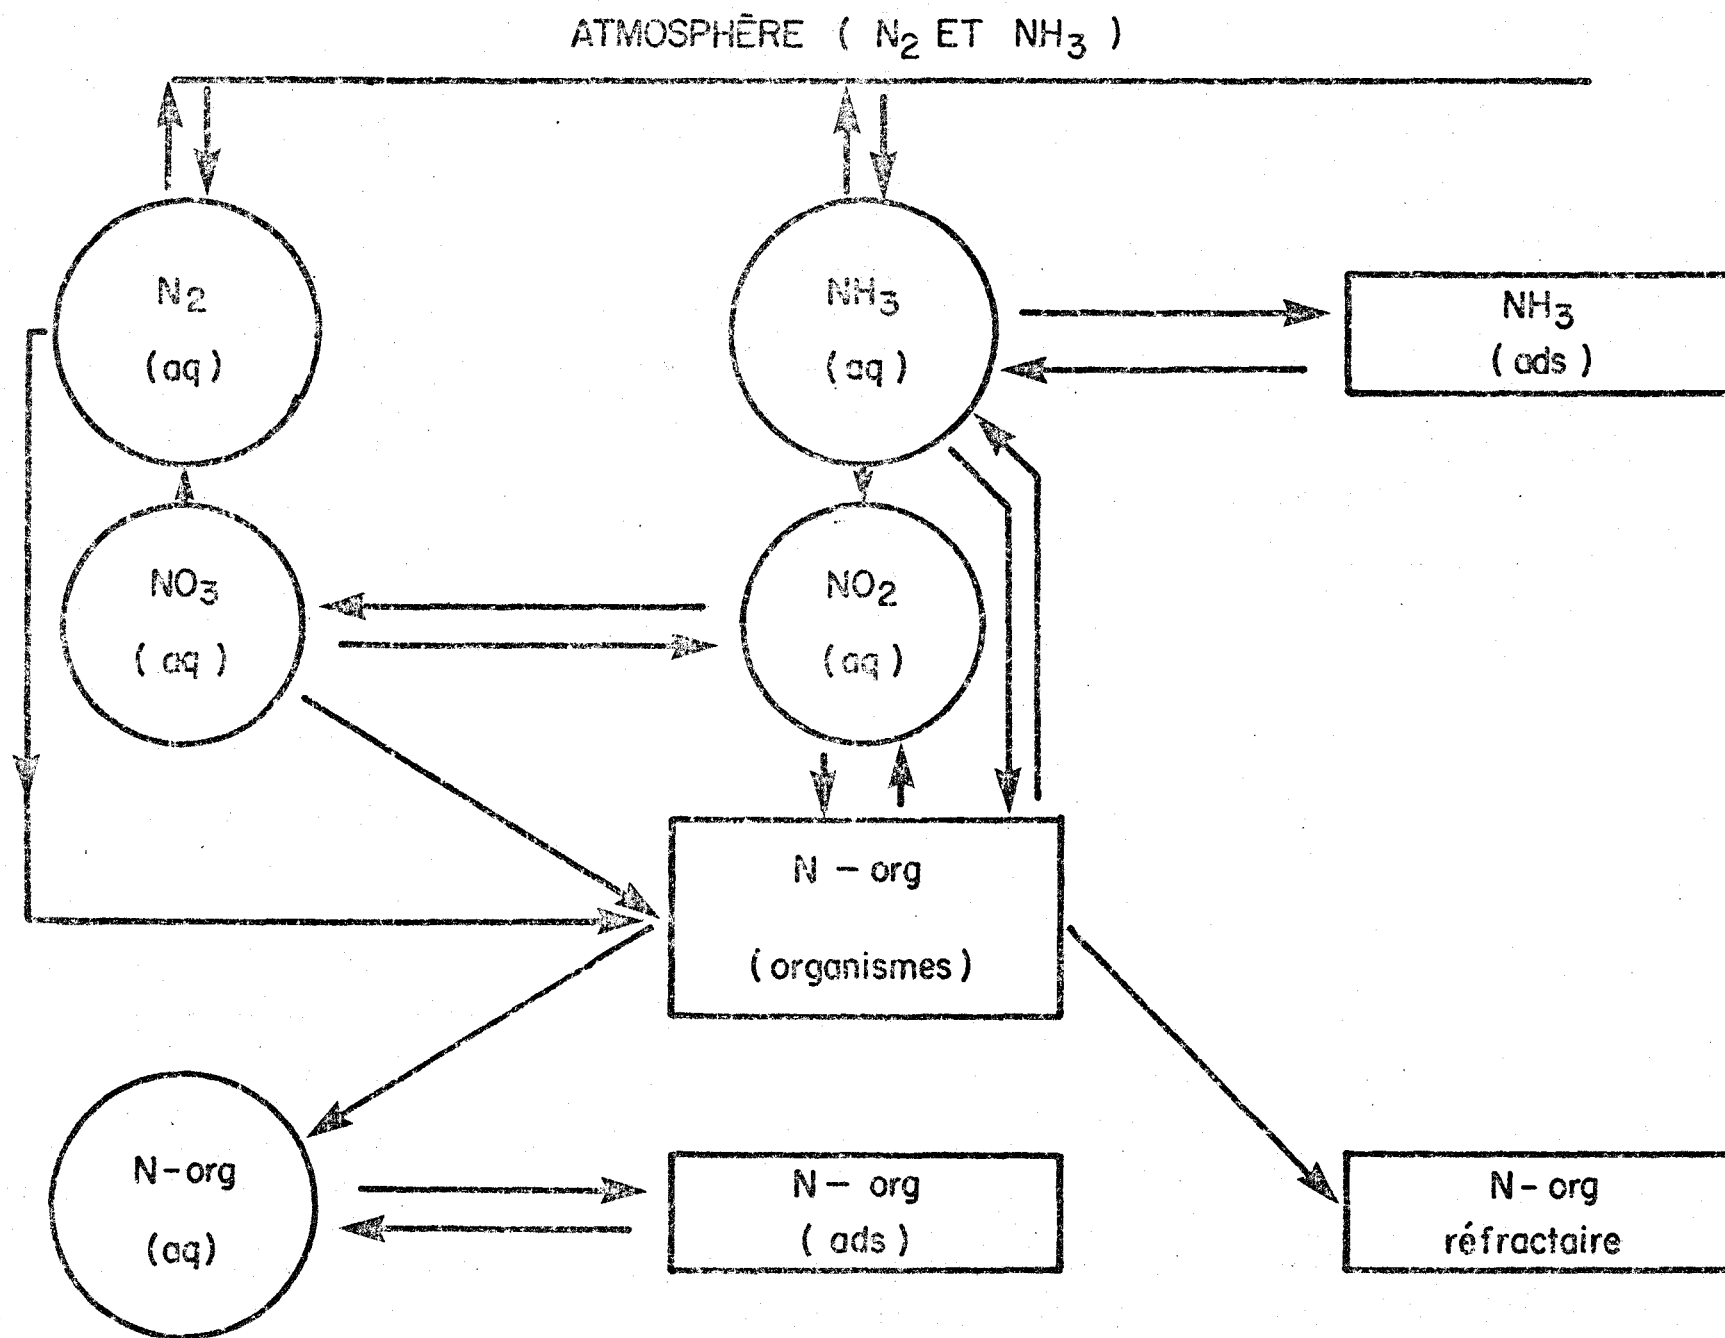 ATMOSPHĒRE ( N₂ ET NH₃ )
N₂
(aq)
NH₃
(aq)
NH₃
(ads)
NO₃
(aq)
NO₂
(aq)
N - org
(organismes)
N-org
(aq)
N - org
(ads)
N- org
réfractaire